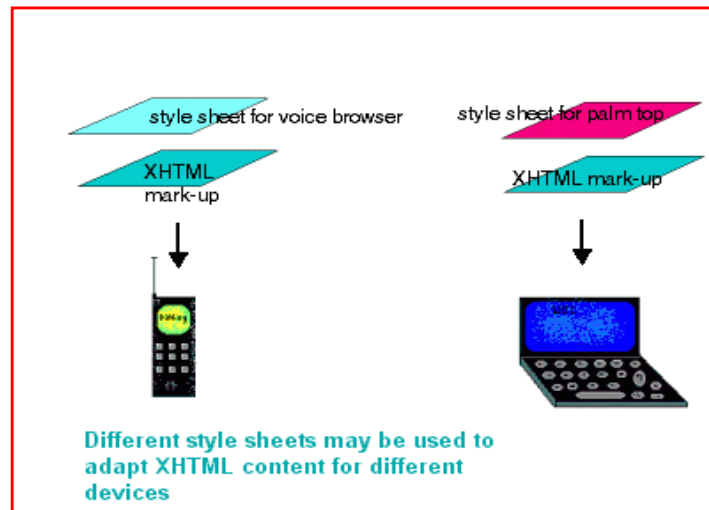 style sheet for voice browser
style sheet for palm top
XHTML
mark-up
XHTML mark-up
Different style sheets may be used to
adapt XHTML content for different
devices